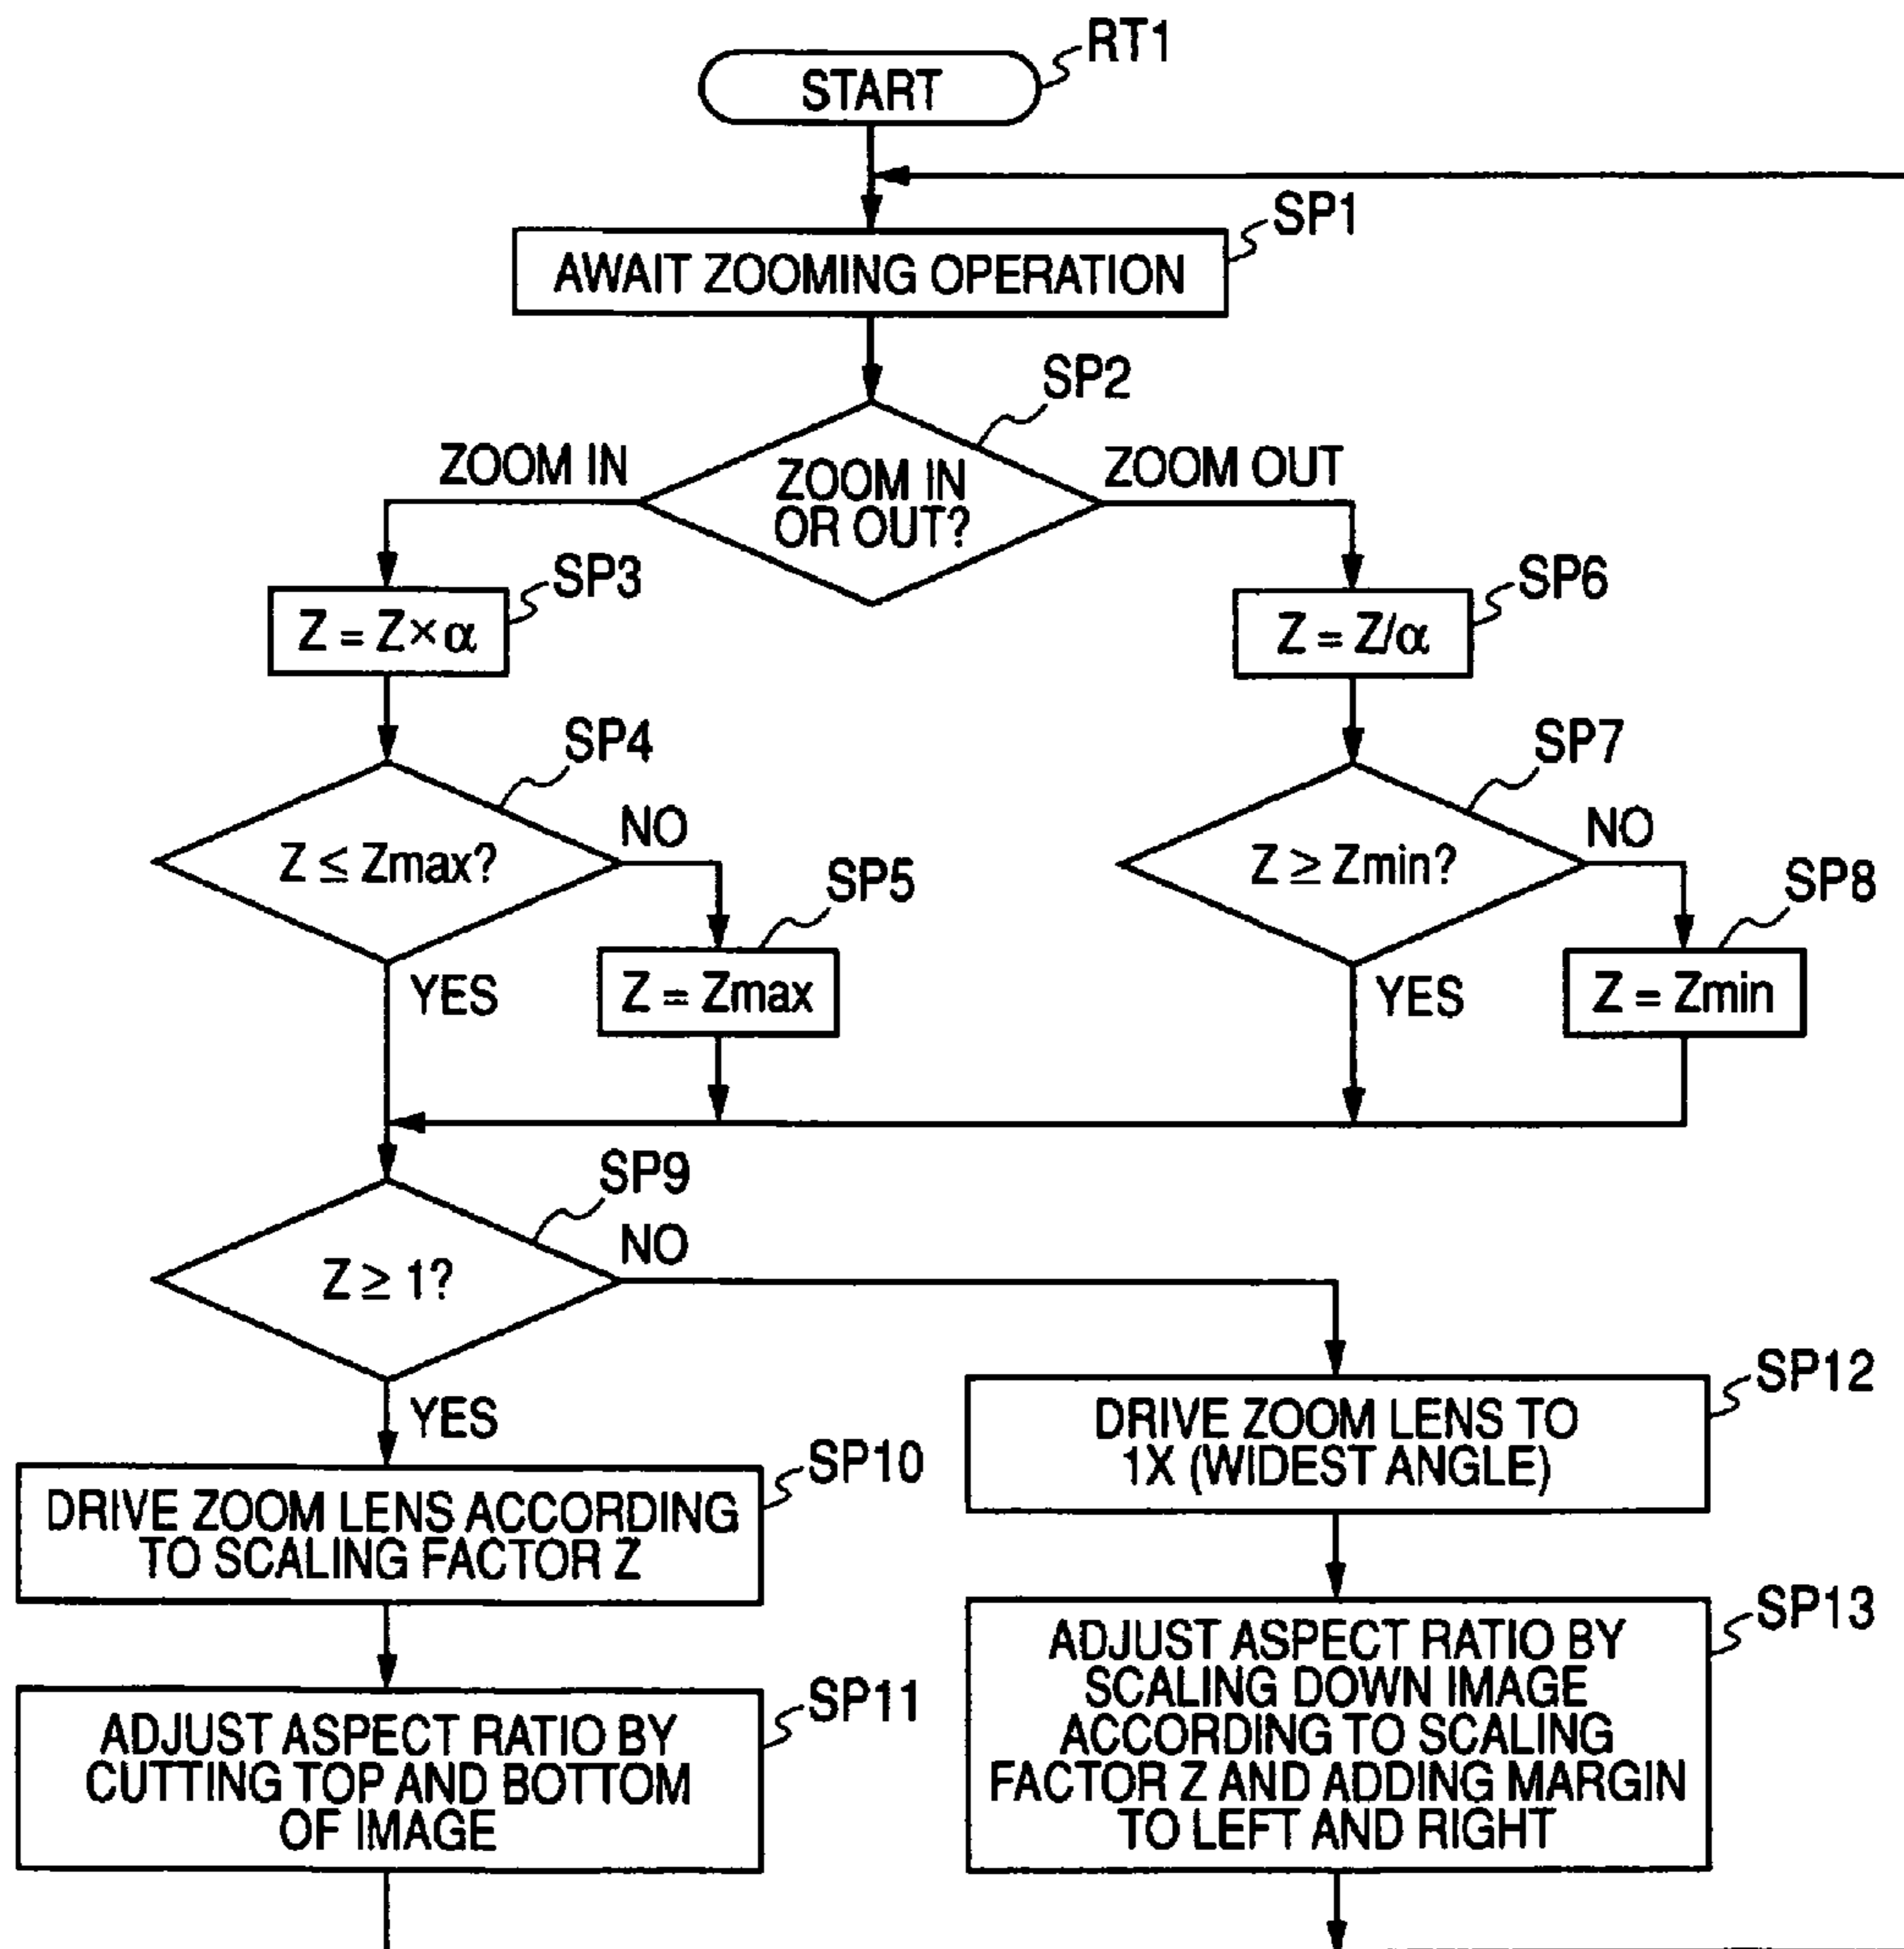 RT1
START
SP1
AWAIT ZOOMING OPERATION
SP2
ZOOM IN
ZOOM OUT
ZOOM IN
OR OUT?
SP3
Z = Z×α
SP6
Z = Z/α
SP4
Z ≤ Zmax?
NO
YES
SP5
Z = Zmax
SP7
Z ≥ Zmin?
NO
YES
SP8
Z = Zmin
SP9
Z ≥ 1?
NO
YES
SP10
DRIVE ZOOM LENS ACCORDING
TO SCALING FACTOR Z
SP11
ADJUST ASPECT RATIO BY
CUTTING TOP AND BOTTOM
OF IMAGE
SP12
DRIVE ZOOM LENS TO
1X (WIDEST ANGLE)
SP13
ADJUST ASPECT RATIO BY
SCALING DOWN IMAGE
ACCORDING TO SCALING
FACTOR Z AND ADDING MARGIN
TO LEFT AND RIGHT